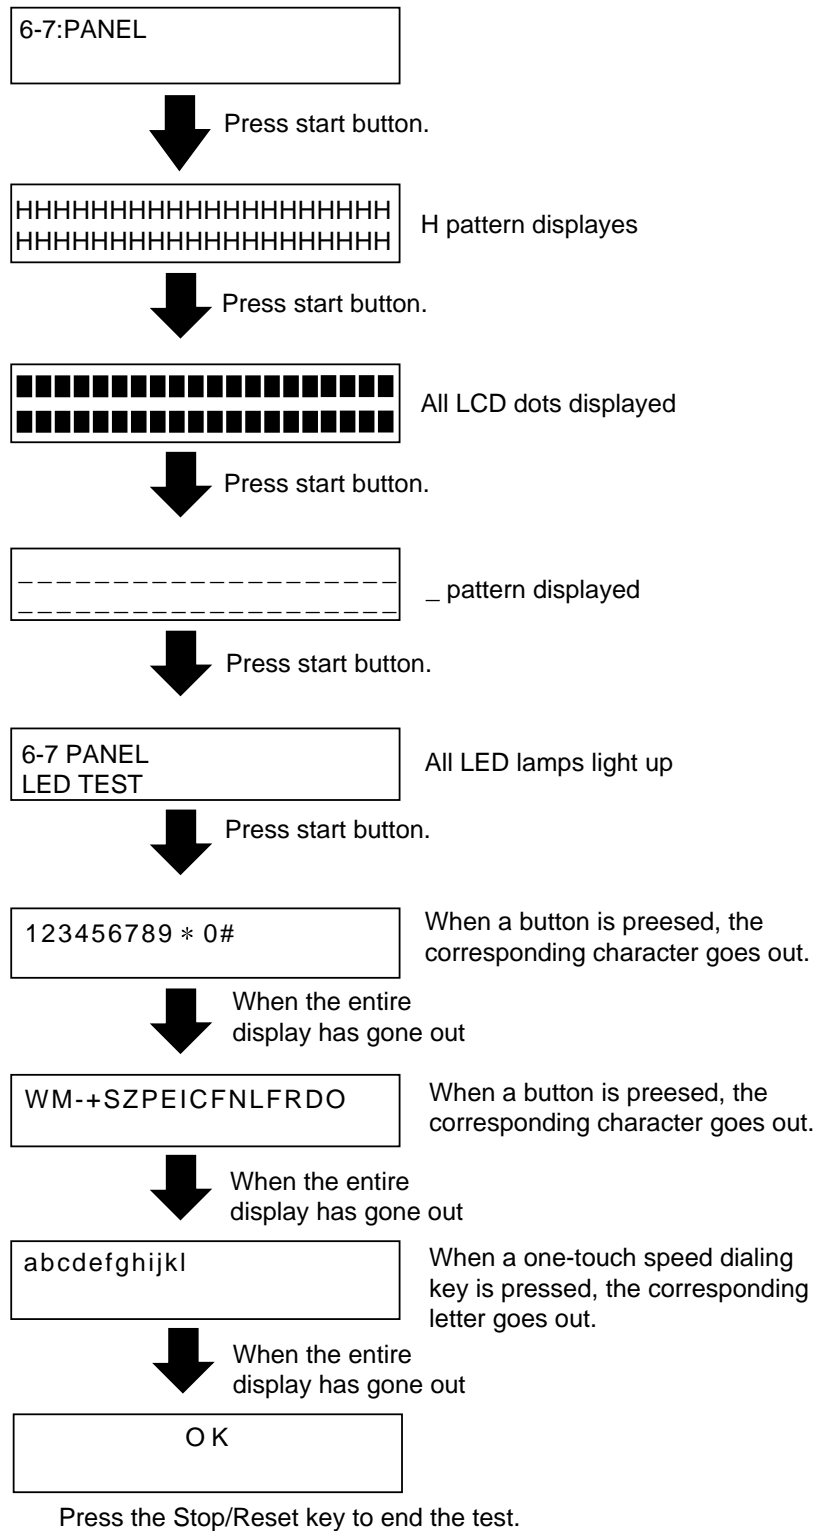 6-7:PANEL
Press start button.
HHHHHHHHHHHHHHHHHHHH
HHHHHHHHHHHHHHHHHHHH
H pattern displayes
Press start button.
All LCD dots displayed
Press start button.
_ _ _ _ _ _ _ _ _ _ _ _ _ _ _ _ _ _ _ _
_ _ _ _ _ _ _ _ _ _ _ _ _ _ _ _ _ _ _ _
_ pattern displayed
Press start button.
6-7 PANEL
LED TEST
All LED lamps light up
Press start button.
123456789 * 0#
When a button is preesed, the
corresponding character goes out.
When the entire
display has gone out
WM-+SZPEICFNLFRDO
When a button is preesed, the
corresponding character goes out.
When the entire
display has gone out
abcdefghijkl
When a one-touch speed dialing
key is pressed, the corresponding
letter goes out.
When the entire
display has gone out
O K
Press the Stop/Reset key to end the test.